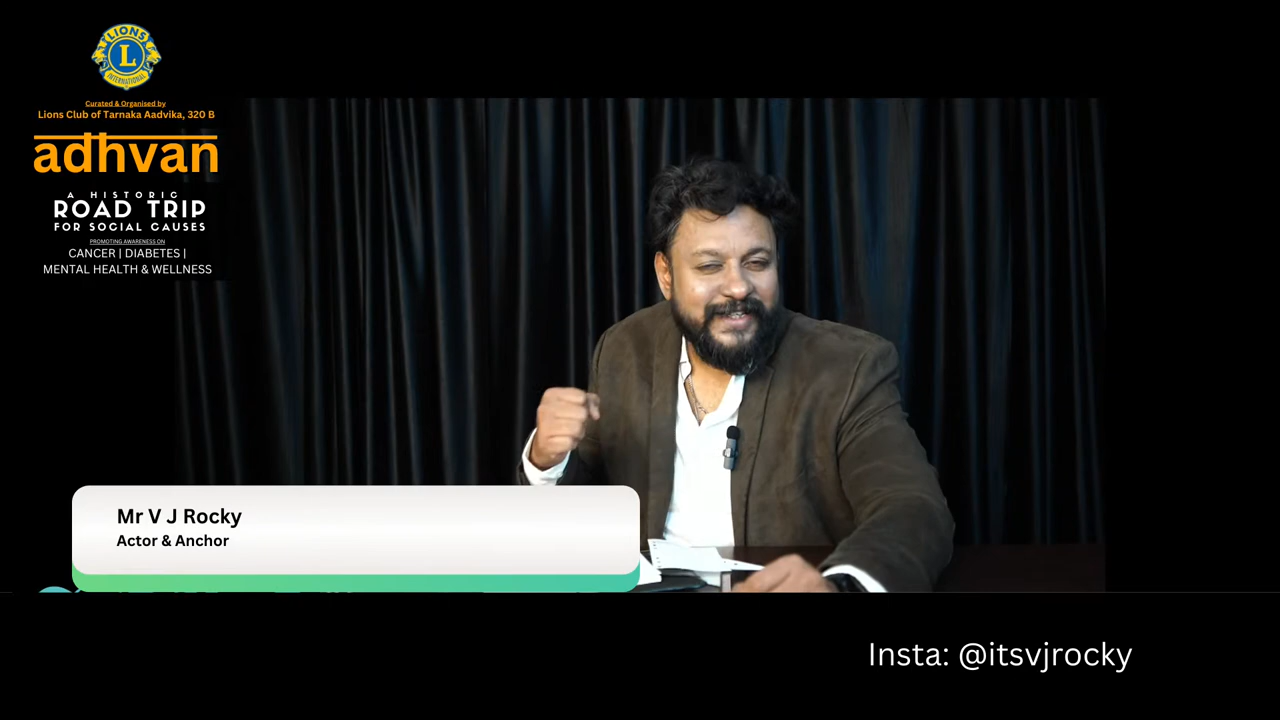 LIONS
L
INTERNATIONAL
Curated & Organised by
Lions Club of Tarnaka Aadvika, 320 B
adhvan
A HISTORIC
ROAD TRIP
FOR SOCIAL CAUSES
PROMOTING AWARENESS ON
CANCER | DIABETES |
MENTAL HEALTH & WELLNESS
Mr V J Rocky
Actor & Anchor
Insta: @itsvjrocky